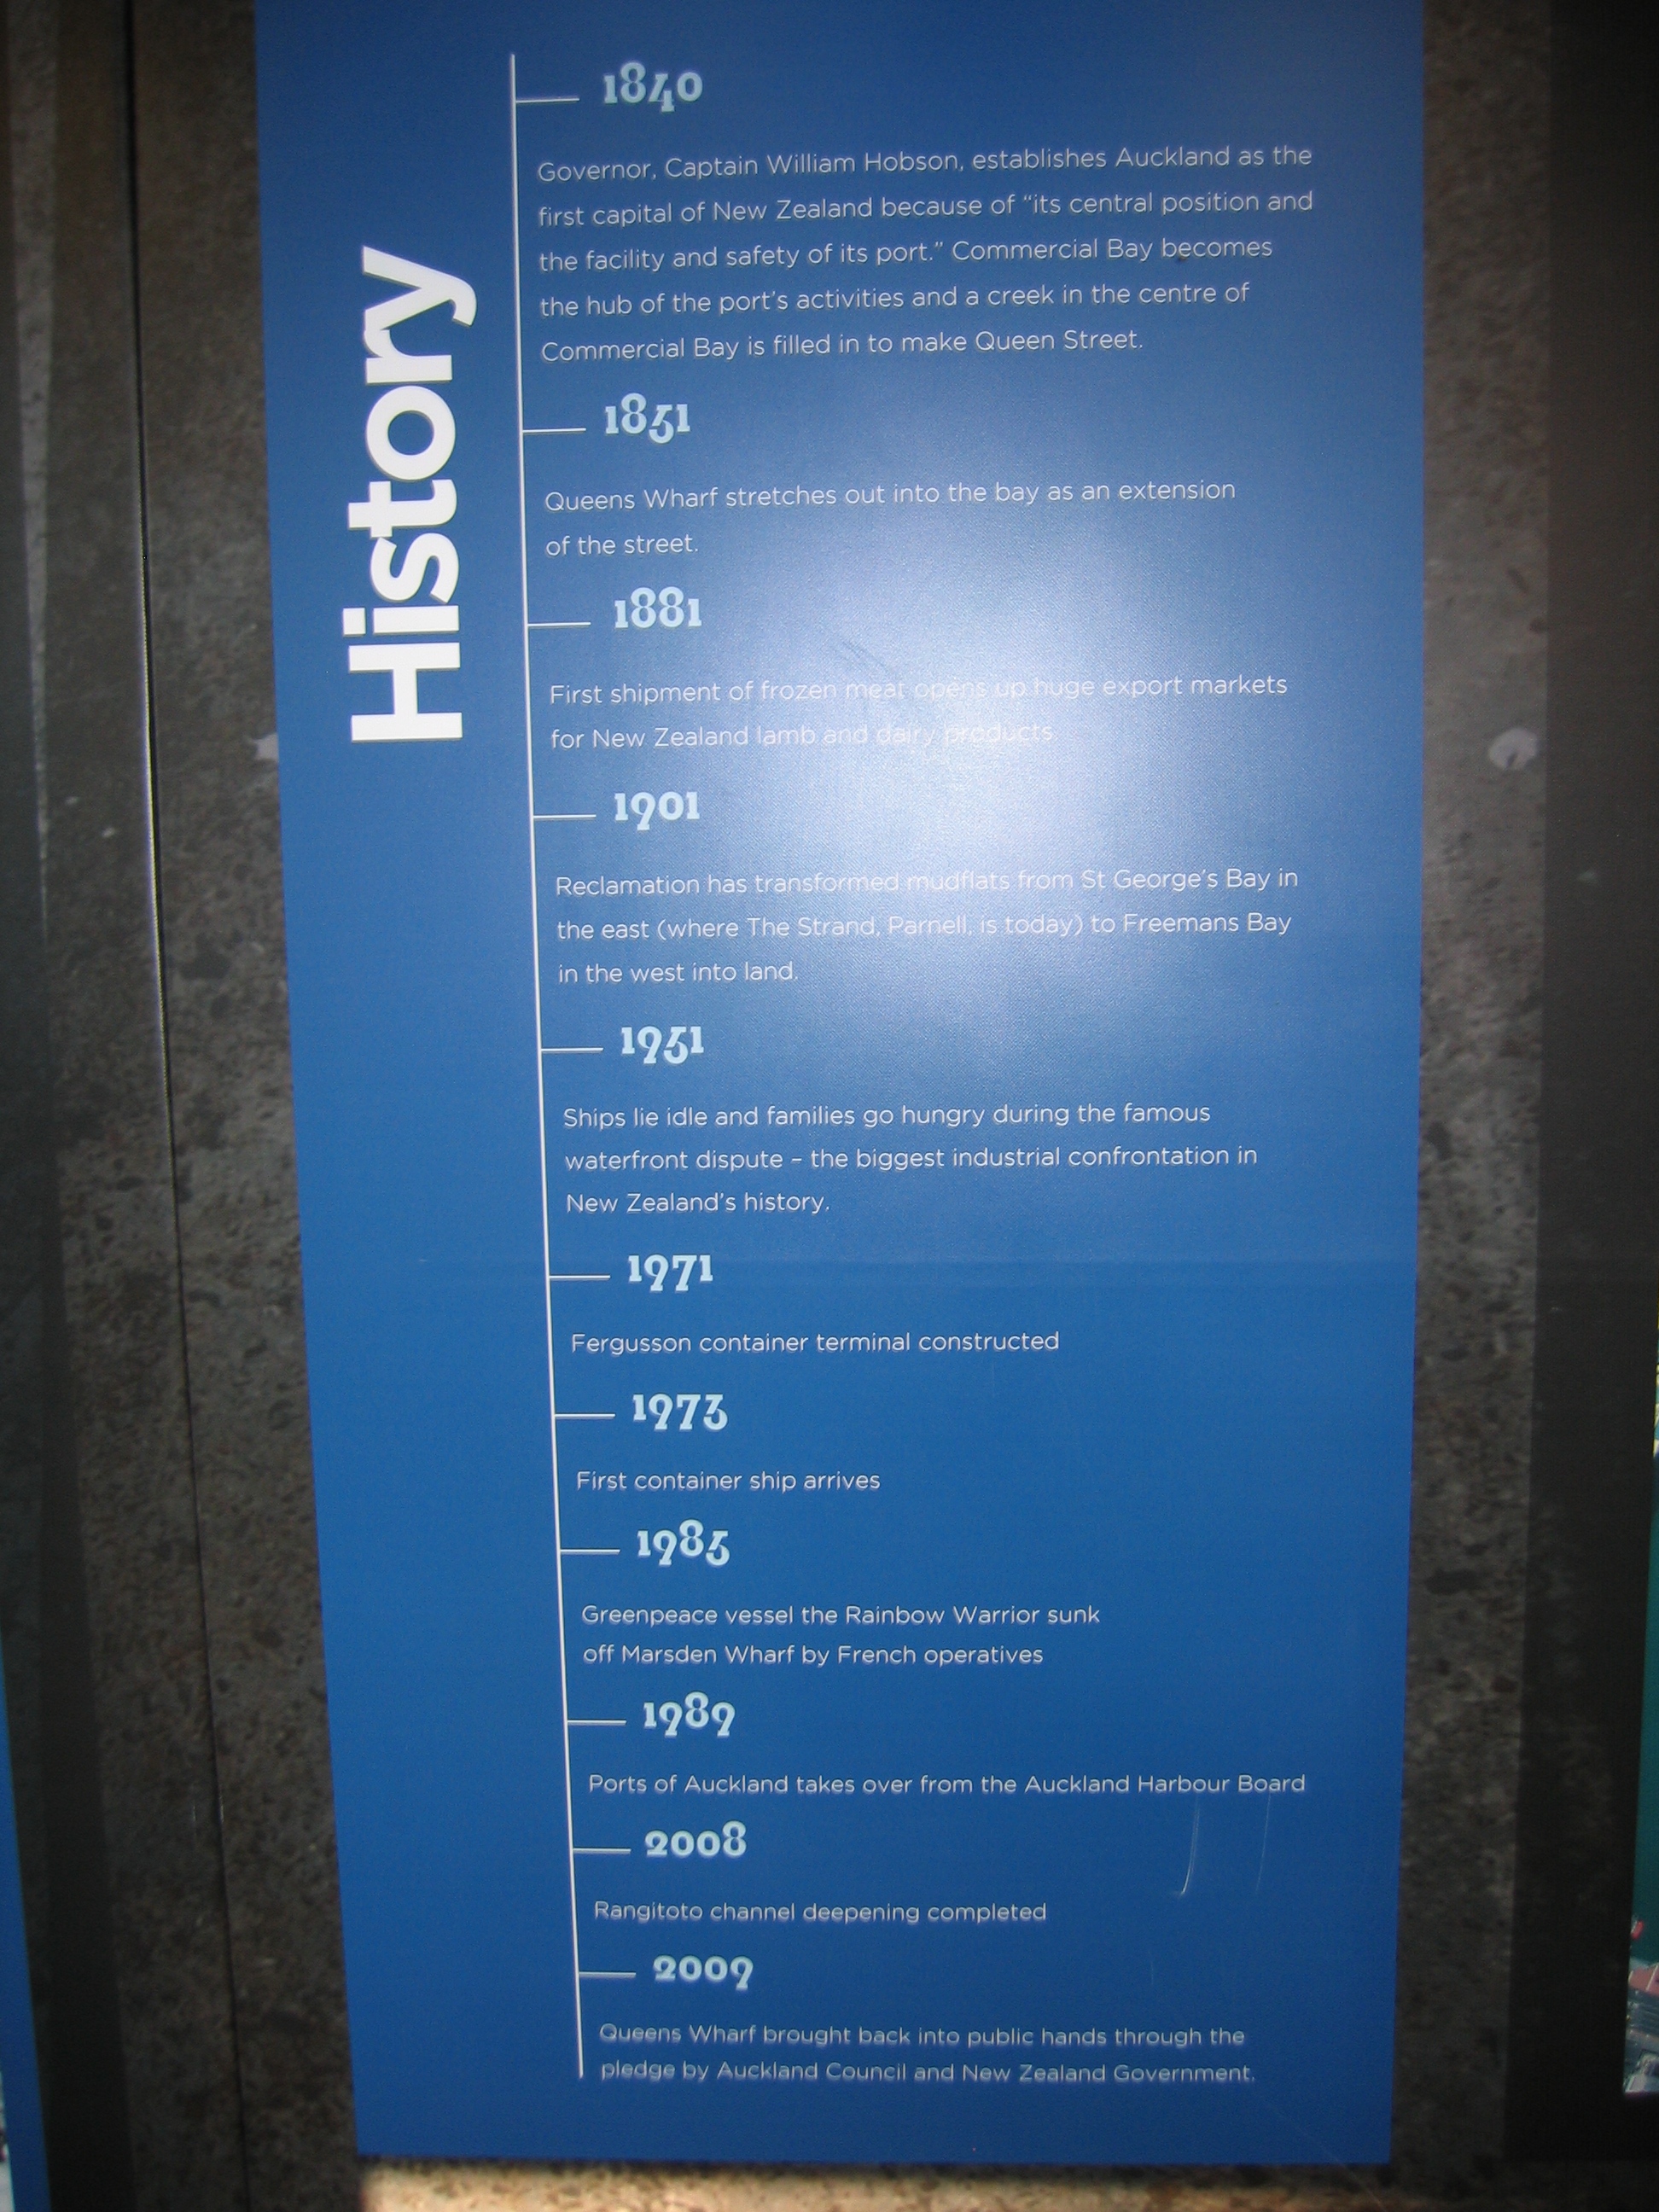 History
1840
Governor, Captain William Hobson, establishes Auckland as the
first capital of New Zealand because of “its central position and
the facility and safety of its port.” Commercial Bay becomes
the hub of the port’s activities and a creek in the centre of
Commercial Bay is filled in to make Queen Street.
1851
Queens Wharf stretches out into the bay as an extension
of the street.
1881
First shipment of frozen meat opens up huge export markets
for New Zealand lamb and dairy products
1901
Reclamation has transformed mudflats from St George’s Bay in
the east (where The Strand, Parnell, is today) to Freemans Bay
in the west into land.
1951
Ships lie idle and families go hungry during the famous
waterfront dispute – the biggest industrial confrontation in
New Zealand’s history.
1971
Fergusson container terminal constructed
1973
First container ship arrives
1985
Greenpeace vessel the Rainbow Warrior sunk
off Marsden Wharf by French operatives
1989
Ports of Auckland takes over from the Auckland Harbour Board
2008
Rangitoto channel deepening completed
2009
Queens Wharf brought back into public hands through the
pledge by Auckland Council and New Zealand Government.